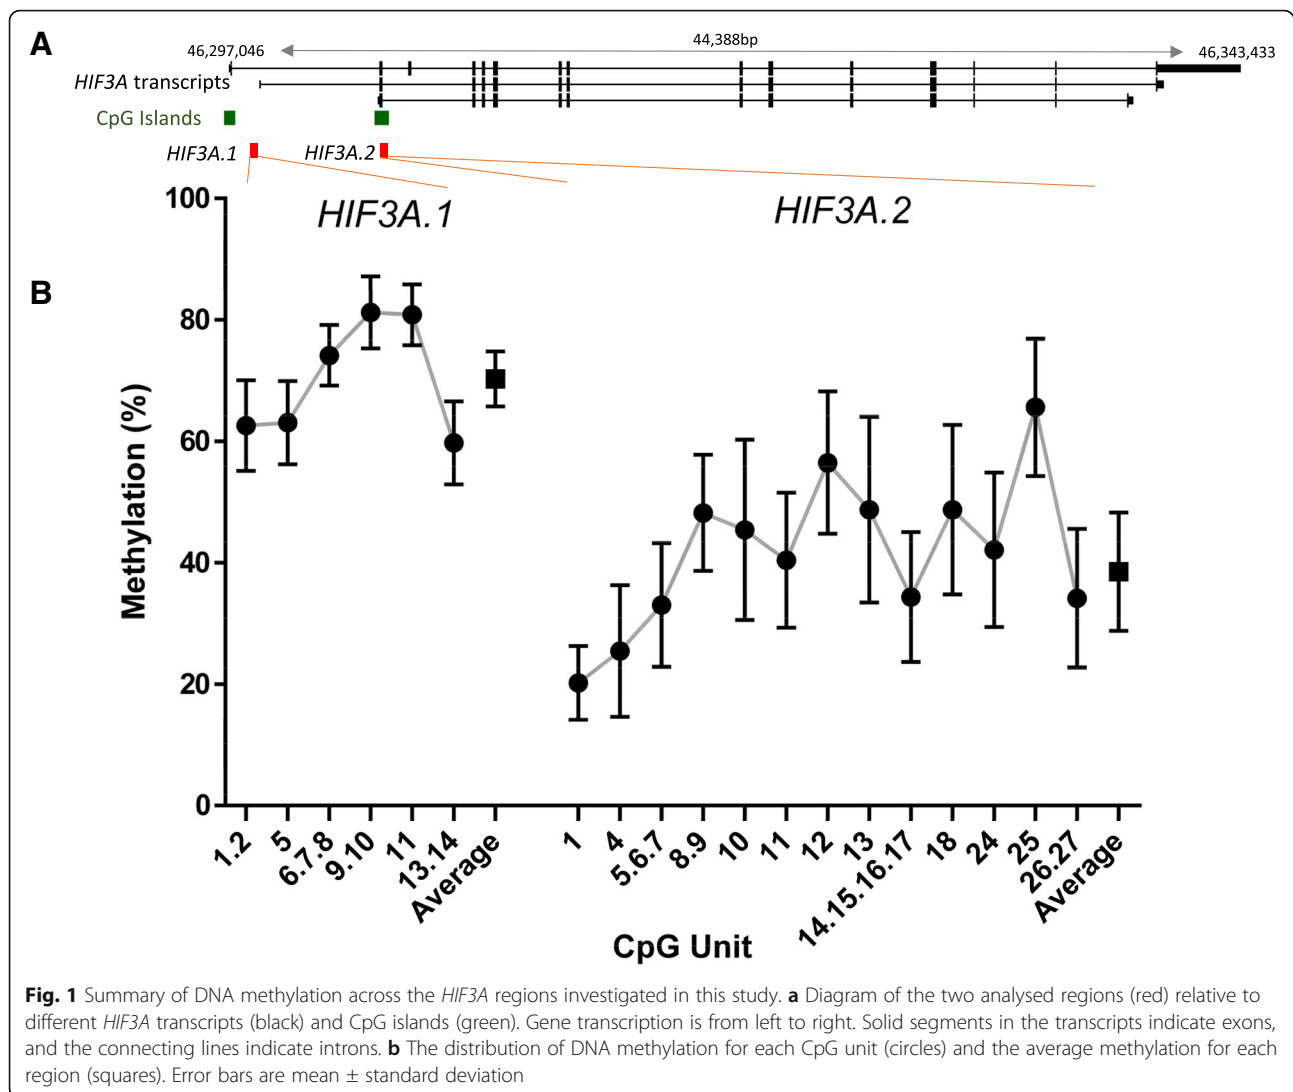 A
44,388bp
46,297,046
46,343,433
HIF3A transcripts
CpG Islands
HIF3A.1
HIF3A.2
100
HIF3A.1
HIF3A.2
B
80
60
40
20
0
Methylation (%)
1.2
5
6.7.8
9.10
11
13.14
Average
1
4
5.6.7
8.9
10
11
12
13
14.15.16.17
18
24
25
26.27
Average
CpG Unit
Fig. 1 Summary of DNA methylation across the HIF3A regions investigated in this study. a Diagram of the two analysed regions (red) relative to
different HIF3A transcripts (black) and CpG islands (green). Gene transcription is from left to right. Solid segments in the transcripts indicate exons,
and the connecting lines indicate introns. b The distribution of DNA methylation for each CpG unit (circles) and the average methylation for each
region (squares). Error bars are mean ± standard deviation